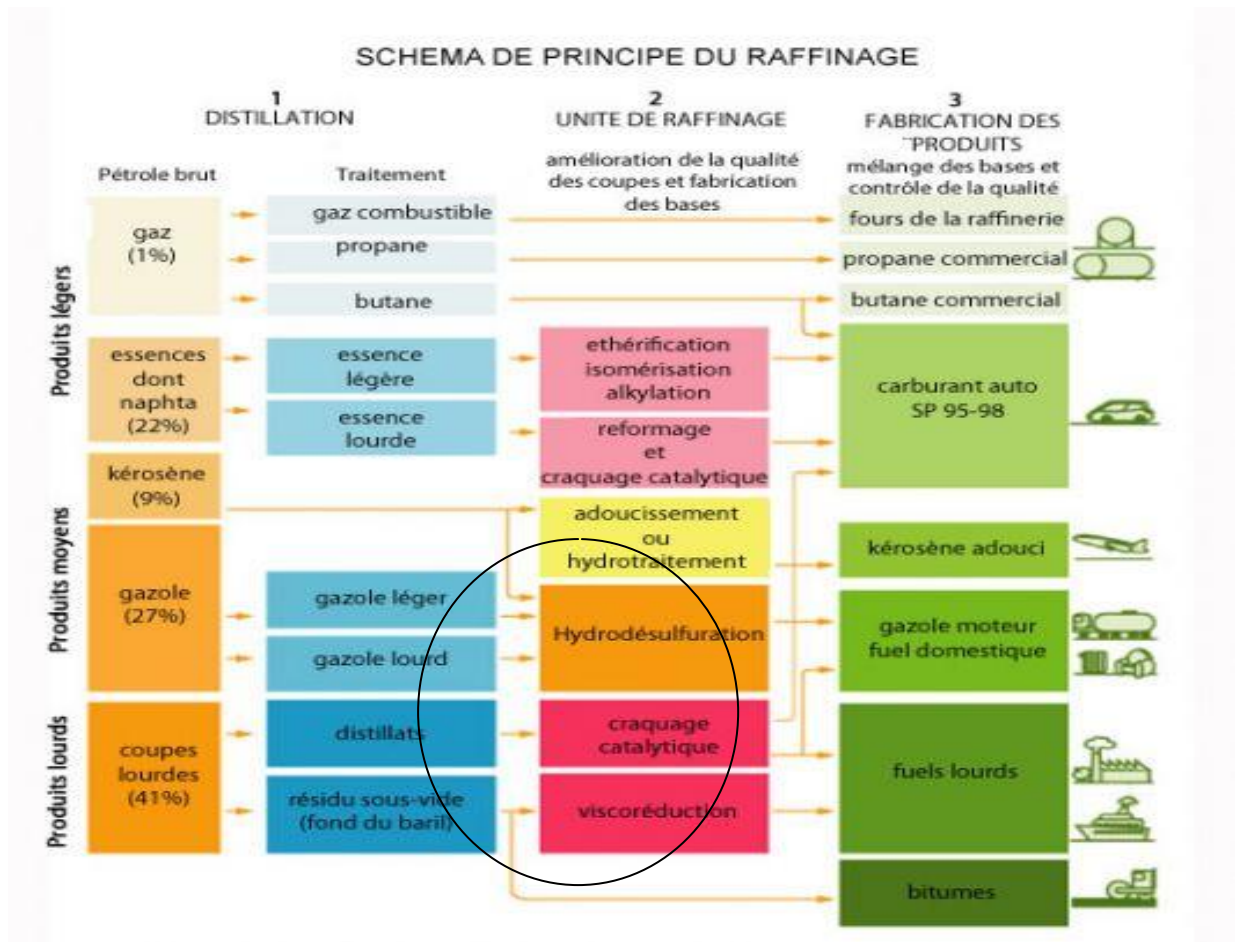 SCHEMA DE PRINCIPE DU RAFFINAGE
1
DISTILLATION
2
UNITE DE RAFFINAGE
amélioration de la qualité
des coupes et fabrication
des bases
3
FABRICATION DES
PRODUITS
mélange des bases et
contrôle de la qualité
Pétrole brut
Traitement
Produits légers
Produits moyens
Produits lourds
gaz
(1%)
essences
dont
naphta
(22%)
kérosène
(9%)
gazole
(27%)
coupes
lourdes
(41%)
gaz combustible
propane
butane
essence
légère
essence
lourde
gazole léger
gazole lourd
distillats
résidu sous-vide
(fond du baril)
ethérification
isomérisation
alkylation
reformage
et
craquage catalytique
adoucissement
ou
hydrotraitement
Hydrodésulfuration
craquage
catalytique
viscoréduction
fours de la raffinerie
propane commercial
butane commercial
carburant auto
SP 95-98
kérosène adouci
gazole moteur
fuel domestique
fuels lourds
bitumes